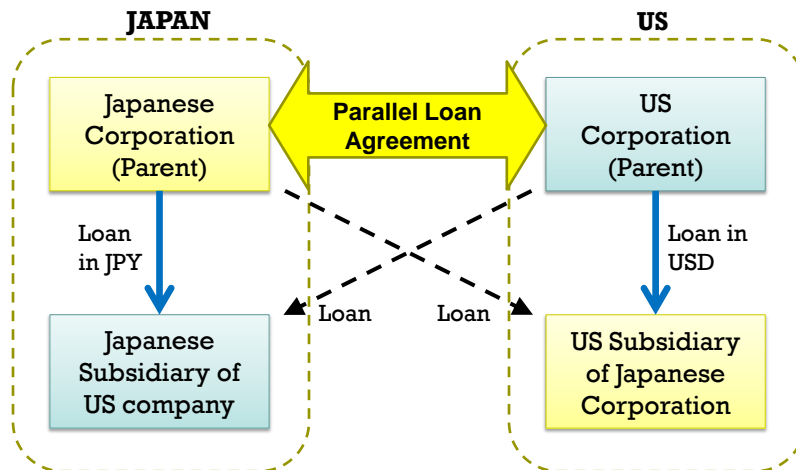 JAPAN
US
Japanese
Corporation
(Parent)
Parallel Loan
Agreement
US
Corporation
(Parent)
Loan
in JPY
Loan in
USD
Loan
Loan
Japanese
Subsidiary of
US company
US Subsidiary
of Japanese
Corporation